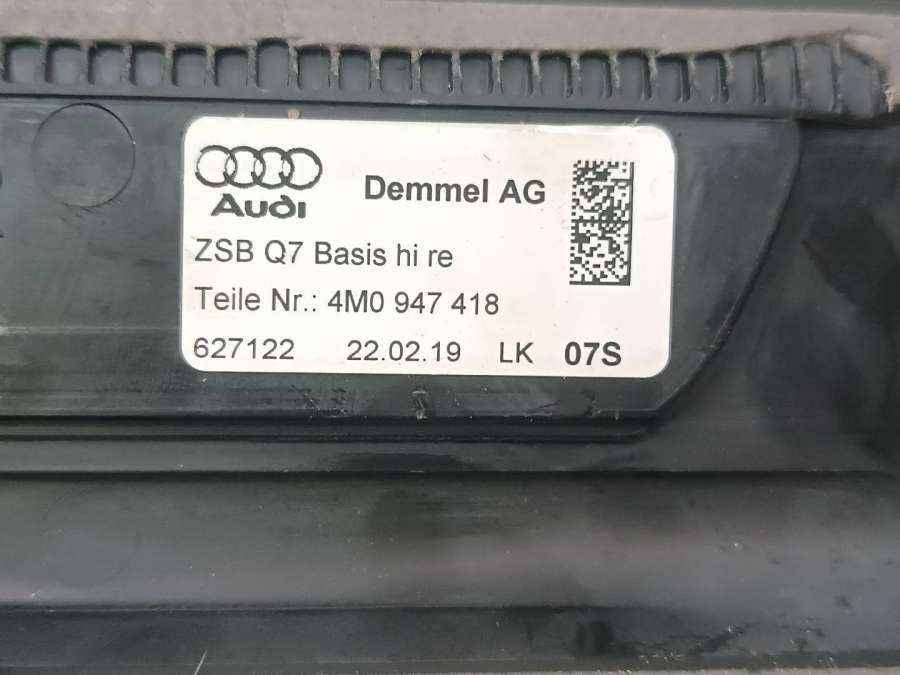 Audi
Demmel AG
ZSB Q7 Basis hi re
Teile Nr.: 4M0 947 418
627122 22.02.19 LK 07S